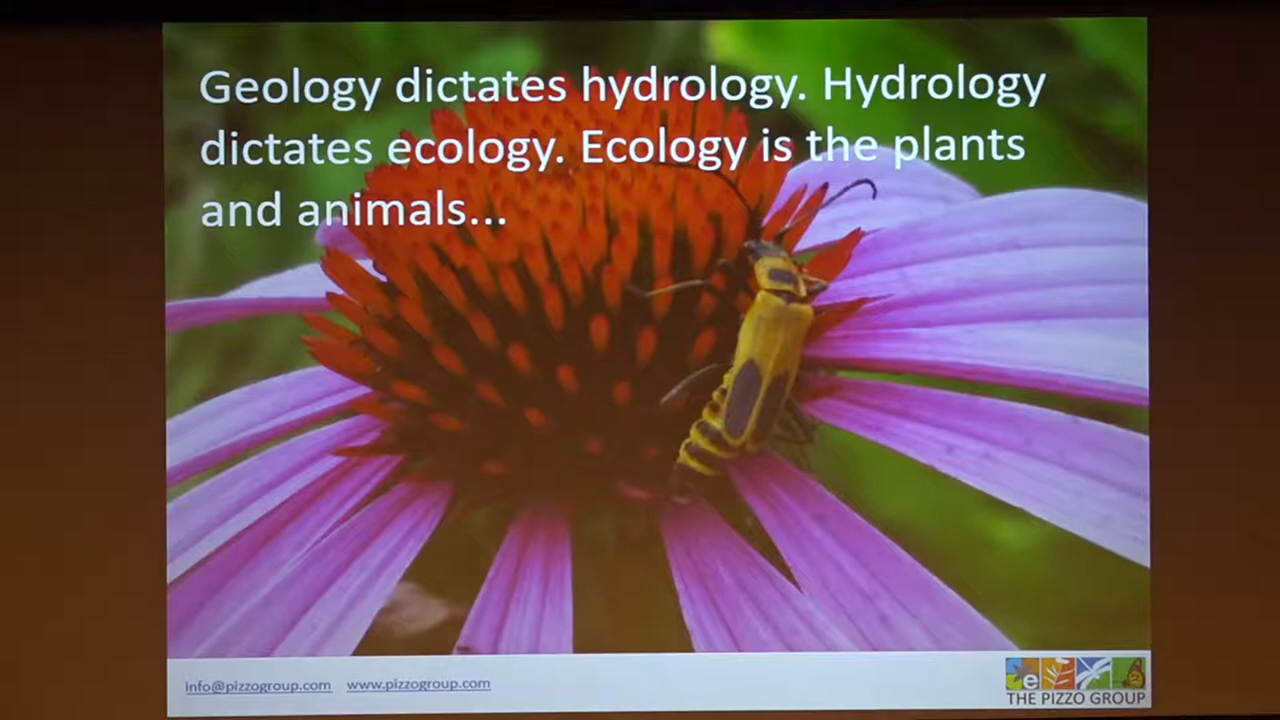 Geology dictates hydrology. Hydrology
dictates ecology. Ecology is the plants
and animals...
info@pizzogroup.com www.pizzogroup.com
e
THE PIZZO GROUP